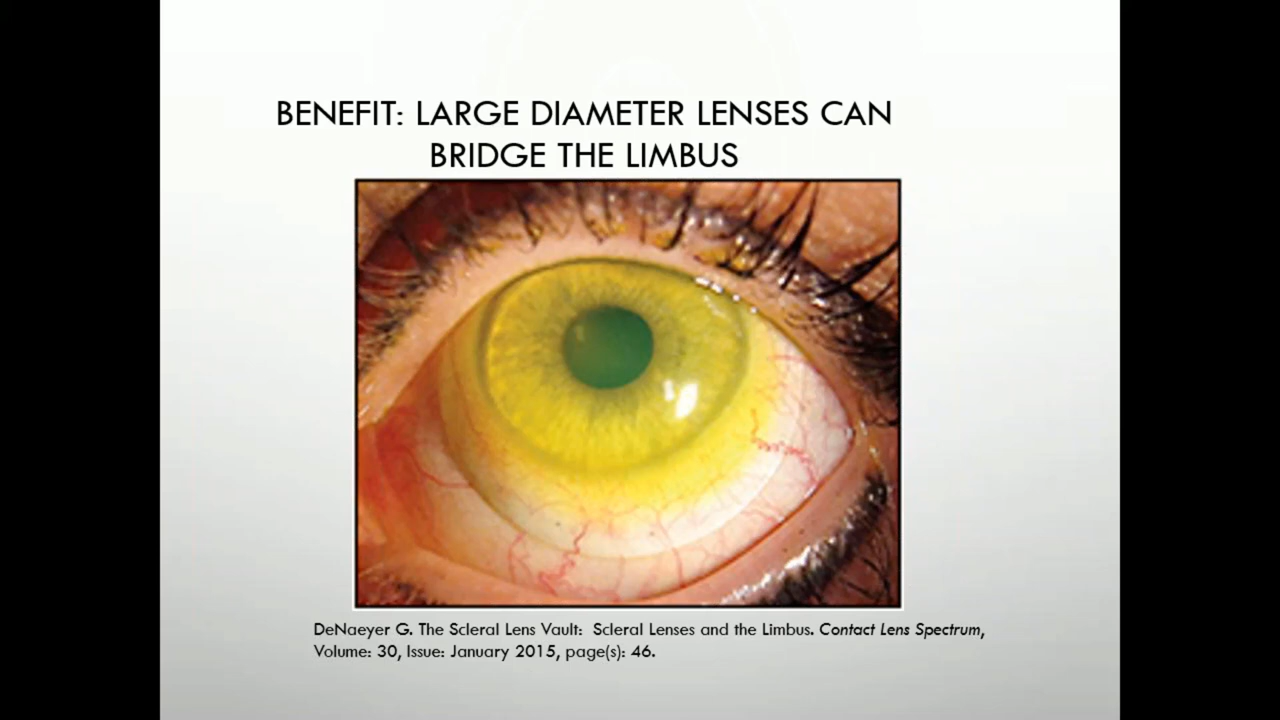 BENEFIT: LARGE DIAMETER LENSES CAN
BRIDGE THE LIMBUS
DeNaeyer G. The Scleral Lens Vault:  Scleral Lenses and the Limbus. Contact Lens Spectrum,
Volume: 30, Issue: January 2015, page(s): 46.